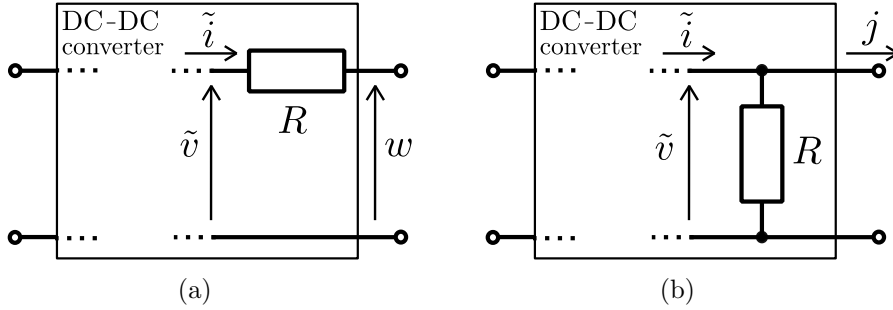 DC-DC
converter
ĩ
R
ṽ
w
(a)
DC-DC
converter
ĩ
j
R
ṽ
(b)